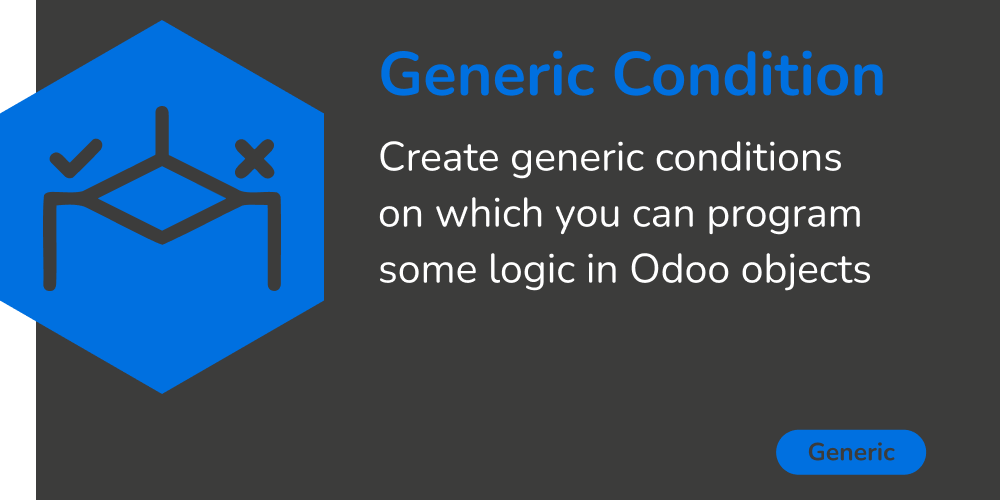 Generic Condition
Create generic conditions
on which you can program
some logic in Odoo objects
Generic